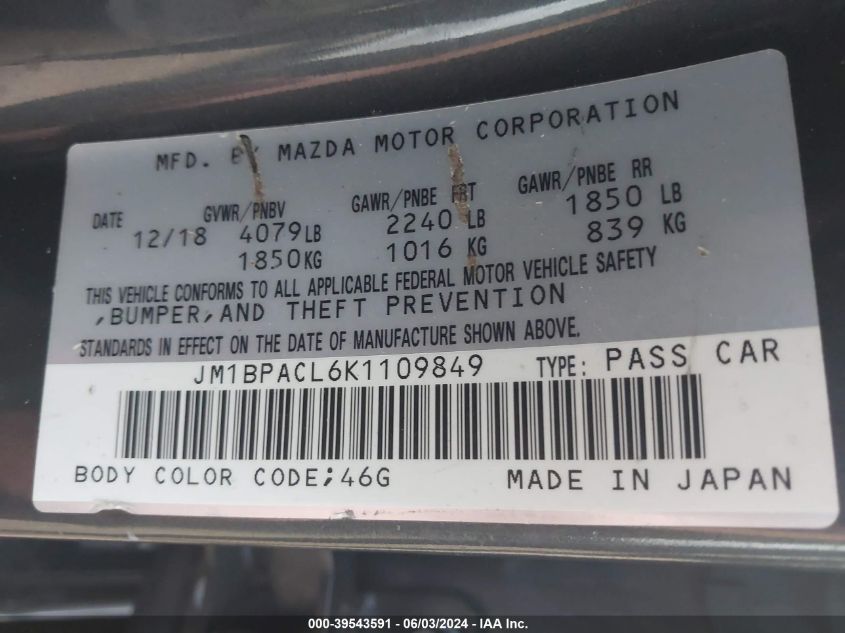 MFD. BY MAZDA MOTOR CORPORATION
DATE GVWR/PNBV GAWR/PNBE FRT GAWR/PNBE RR
12/18 4079LB 2240 LB 1850 LB
1850KG 1016 KG 839 KG
THIS VEHICLE CONFORMS TO ALL APPLICABLE FEDERAL MOTOR VEHICLE SAFETY
,BUMPER,AND THEFT PREVENTION
STANDARDS IN EFFECT ON THE DATE OF MANUFACTURE SHOWN ABOVE.
JM1BPACL6K1109849 TYPE: PASS CAR
BODY COLOR CODE;46G MADE IN JAPAN
000-39543591 - 06/03/2024 - IAA Inc.